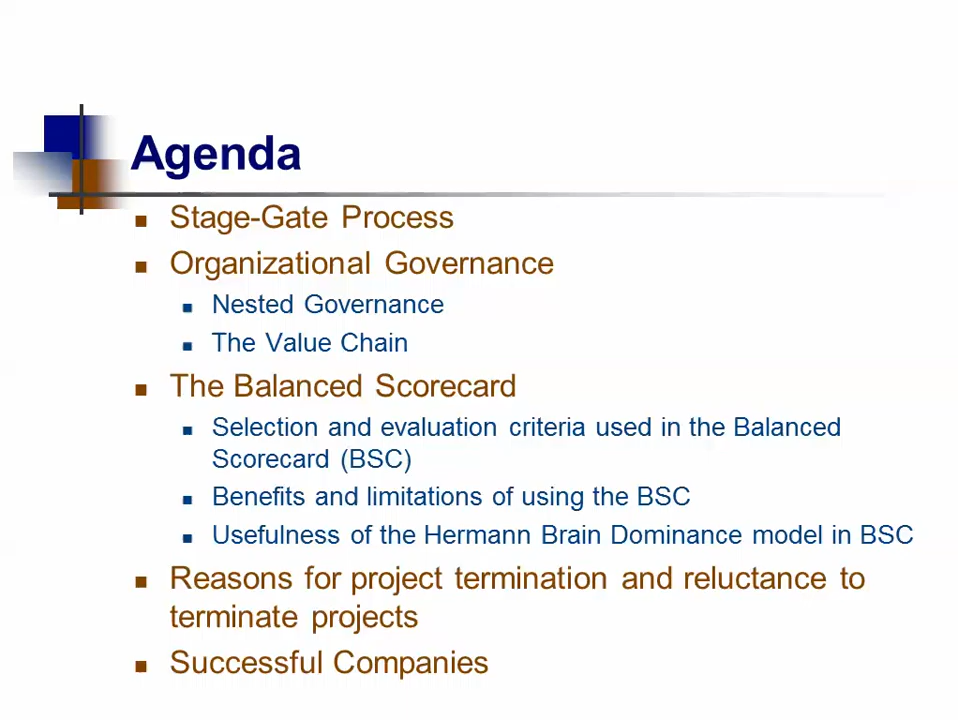 Agenda
Stage-Gate Process
Organizational Governance
Nested Governance
The Value Chain
The Balanced Scorecard
Selection and evaluation criteria used in the Balanced
Scorecard (BSC)
Benefits and limitations of using the BSC
Usefulness of the Hermann Brain Dominance model in BSC
Reasons for project termination and reluctance to
terminate projects
Successful Companies